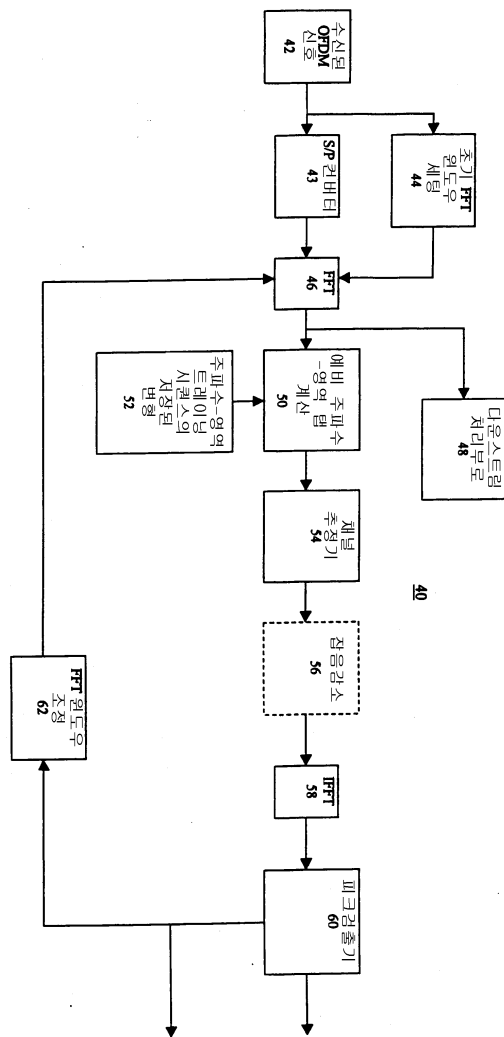 수신된
OFDM
신호
42
초기 FFT
윈도우
세팅
44
S/P 컨버터
43
FFT
46
다운스트림
처리부로
48
예비 주파수
-영역 탭
계산
50
주파수-영역
트레이닝
시퀀스의
저장된
변형
52
채널
추정기
54
40
잡음감소
56
IFFT
58
피크검출기
60
FFT 윈도우
조정
62